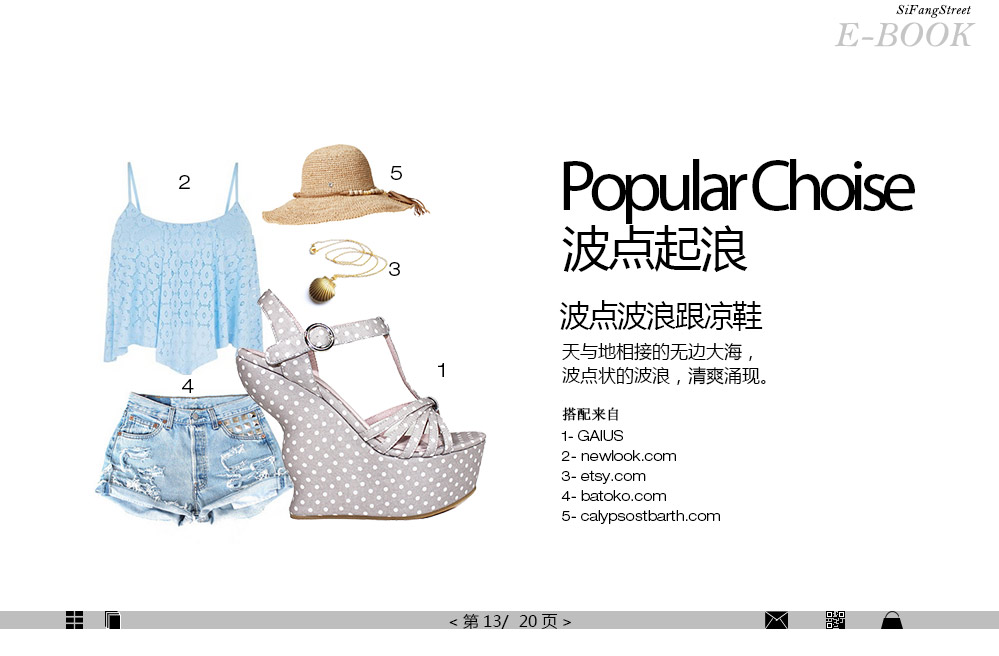 SiFangStreet
E-BOOK
2
5
3
1
4
Popular Choise
波点起浪
波点波浪跟凉鞋
天与地相接的无边大海，
波点状的波浪，清爽涌现。
搭配来自
1- GAIUS
2- newlook.com
3- etsy.com
4- batoko.com
5- calypsostbarth.com
< 第 13/ 20 页 >